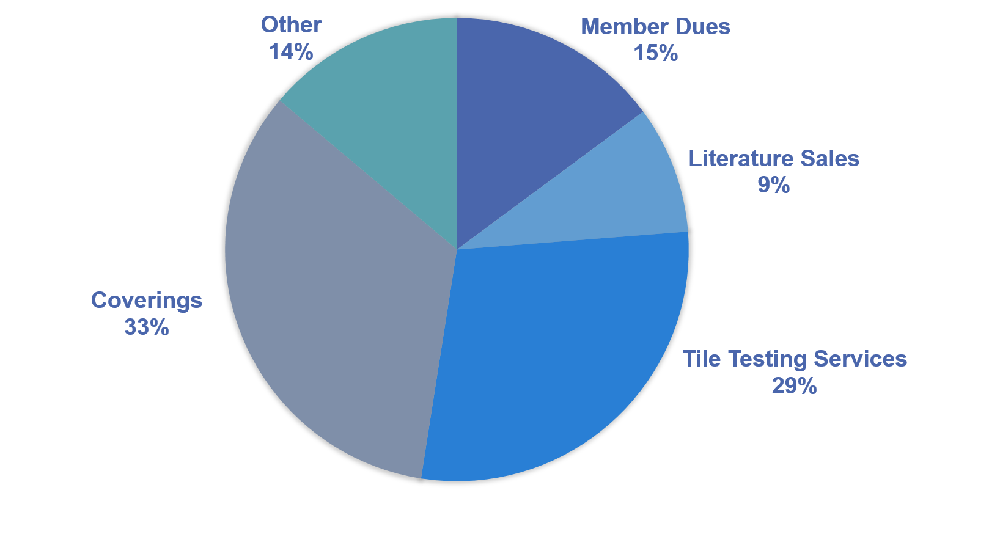 Other
14%
Member Dues
15%
Literature Sales
9%
Coverings
33%
Tile Testing Services
29%